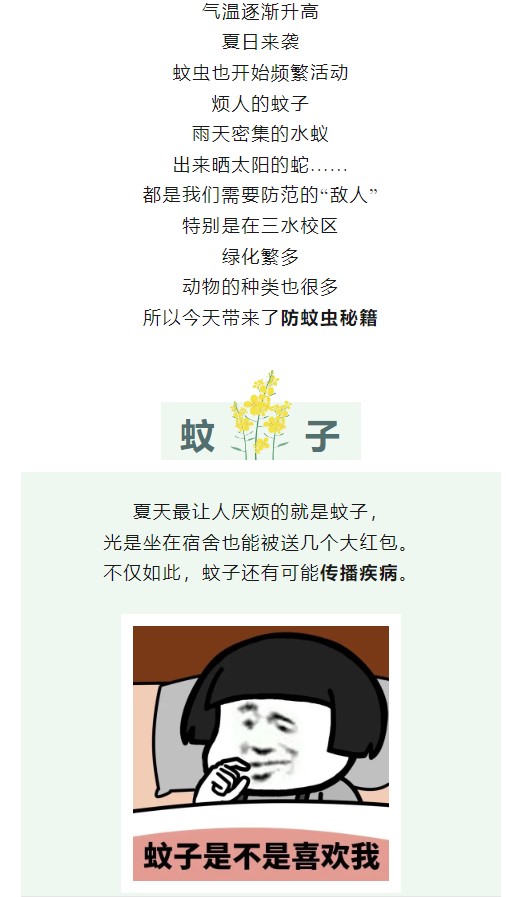 气温逐渐升高
夏日来袭
蚊虫也开始频繁活动
烦人的蚊子
雨天密集的水蚁
出来晒太阳的蛇……
都是我们需要防范的“敌人”
特别是在三水校区
绿化繁多
动物的种类也很多
所以今天带来了防蚊虫秘籍
蚊 子
夏天最让人厌烦的就是蚊子，
光是坐在宿舍也能被送几个大红包。
不仅如此，蚊子还有可能传播疾病。
蚊子是不是喜欢我